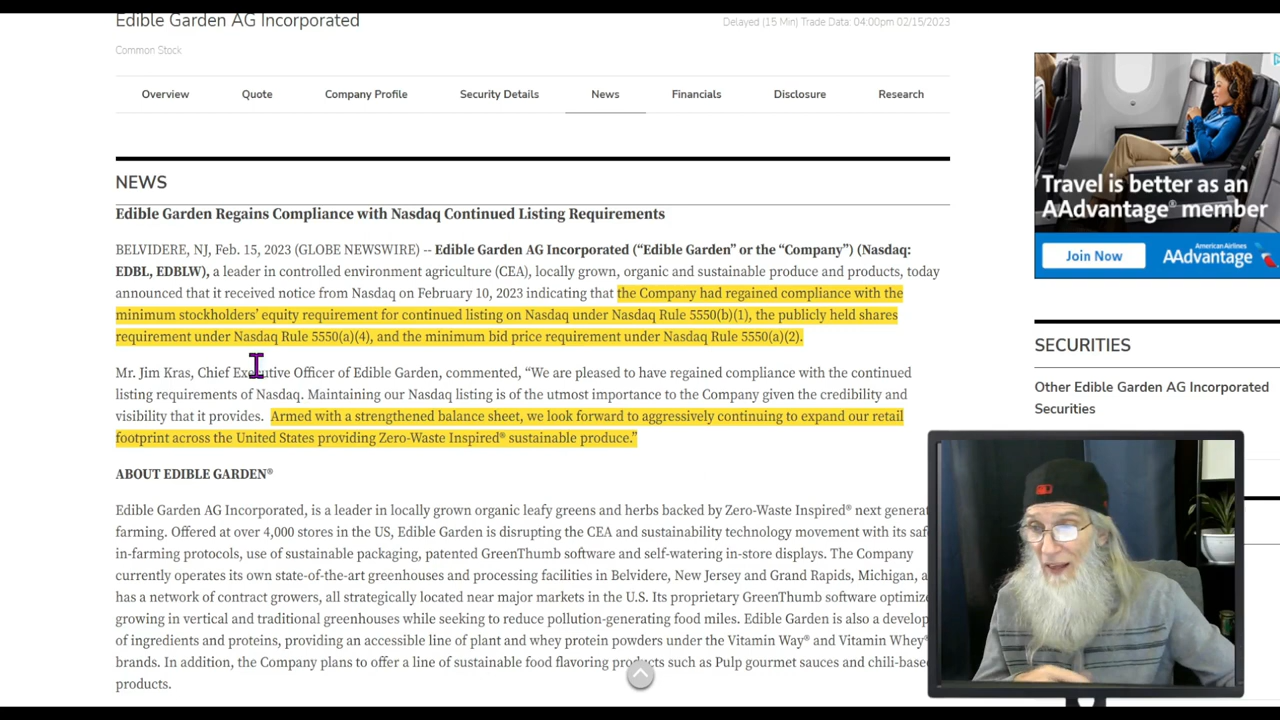 Edible Garden AG Incorporated
Delayed (15 Min) Trade Data: 04:00pm 02/15/2023
Common Stock
Overview Quote Company Profile Security Details News Financials Disclosure Research
NEWS
Edible Garden Regains Compliance with Nasdaq Continued Listing Requirements
BELVIDERE, NJ, Feb. 15, 2023 (GLOBE NEWSWIRE) -- Edible Garden AG Incorporated (“Edible Garden” or the “Company”) (Nasdaq:
EDBL, EDBLW), a leader in controlled environment agriculture (CEA), locally grown, organic and sustainable produce and products, today
announced that it received notice from Nasdaq on February 10, 2023 indicating that the Company had regained compliance with the
minimum stockholders’ equity requirement for continued listing on Nasdaq under Nasdaq Rule 5550(b)(1), the publicly held shares
requirement under Nasdaq Rule 5550(a)(4), and the minimum bid price requirement under Nasdaq Rule 5550(a)(2).
Mr. Jim Kras, Chief Executive Officer of Edible Garden, commented, “We are pleased to have regained compliance with the continued
listing requirements of Nasdaq. Maintaining our Nasdaq listing is of the utmost importance to the Company given the credibility and
visibility that it provides. Armed with a strengthened balance sheet, we look forward to aggressively continuing to expand our retail
footprint across the United States providing Zero-Waste Inspired® sustainable produce.”
ABOUT EDIBLE GARDEN®
Edible Garden AG Incorporated, is a leader in locally grown organic leafy greens and herbs backed by Zero-Waste Inspired® next generat
farming. Offered at over 4,000 stores in the US, Edible Garden is disrupting the CEA and sustainability technology movement with its
in-farming protocols, use of sustainable packaging, patented GreenThumb software and self-watering in-store displays. The Company
currently operates its own state-of-the-art greenhouses and processing facilities in Belvidere, New Jersey and Grand Rapids, Michigan,
has a network of contract growers, all strategically located near major markets in the U.S. Its proprietary GreenThumb software optimize
growing in vertical and traditional greenhouses while seeking to reduce pollution-generating food miles. Edible Garden is also a develop
of ingredients and proteins, providing an accessible line of plant and whey protein powders under the Vitamin Way® and Vitamin Whey®
brands. In addition, the Company plans to offer a line of sustainable food flavoring products such as Pulp gourmet sauces and chili-base
products.
Travel is better as an
AAdvantage® member
Join Now
American Airlines
AAdvantage
SECURITIES
Other Edible Garden AG Incorporated
Securities